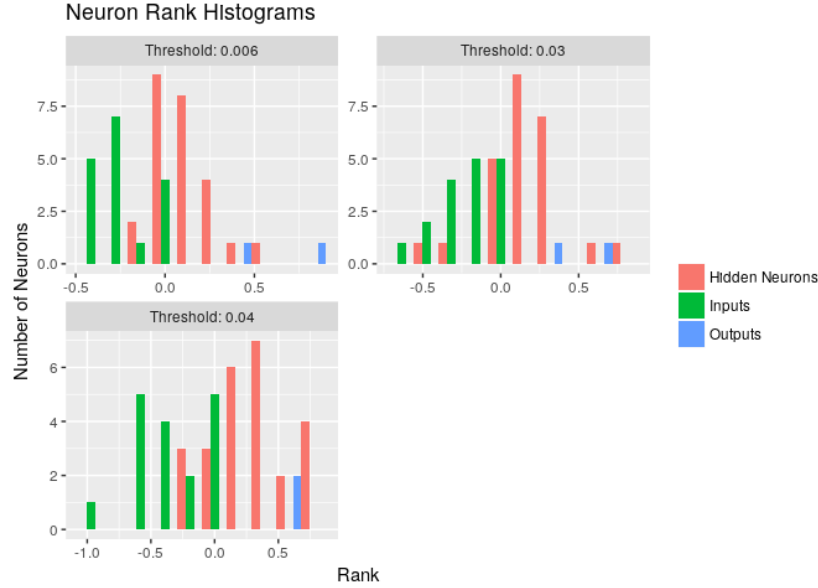 Neuron Rank Histograms
Threshold: 0.006
Threshold: 0.03
7.5
5.0
2.5
0.0
-0.5
0.0
0.5
7.5
5.0
2.5
0.0
-0.5
0.0
0.5
Threshold: 0.04
6
4
2
0
-1.0
-0.5
0.0
0.5
Number of Neurons
Rank
Hidden Neurons
Inputs
Outputs